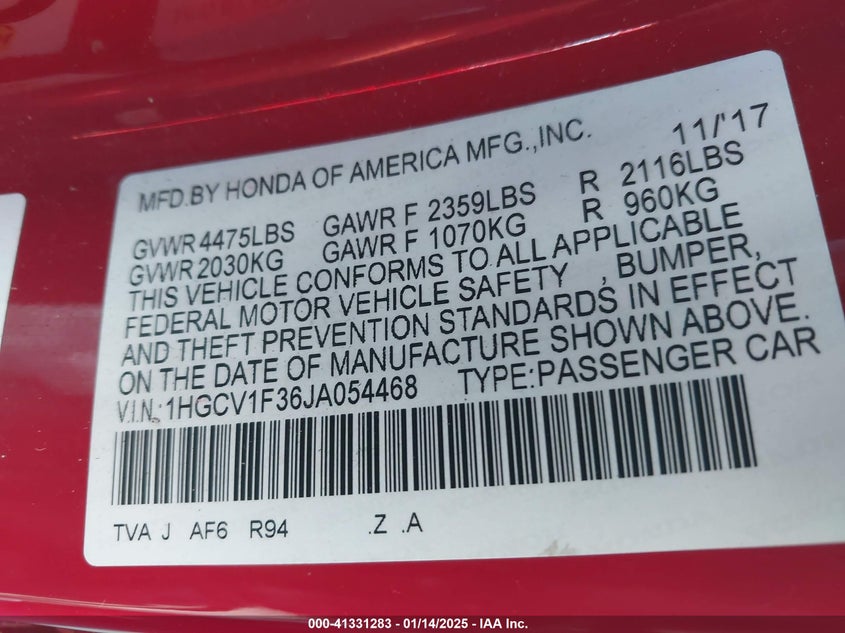 MFD.BY HONDA OF AMERICA MFG.,INC. 11/'17
GVWR 4475LBS GAWR F 2359LBS R 2116LBS
GVWR 2030KG GAWR F 1070KG R 960KG
THIS VEHICLE CONFORMS TO ALL APPLICABLE
FEDERAL MOTOR VEHICLE SAFETY , BUMPER,
AND THEFT PREVENTION STANDARDS IN EFFECT
ON THE DATE OF MANUFACTURE SHOWN ABOVE.
V.I.N.:1HGCV1F36JA054468 TYPE:PASSENGER CAR
TVA J AF6 R94 .Z .A
000-41331283 - 01/14/2025 - IAA Inc.